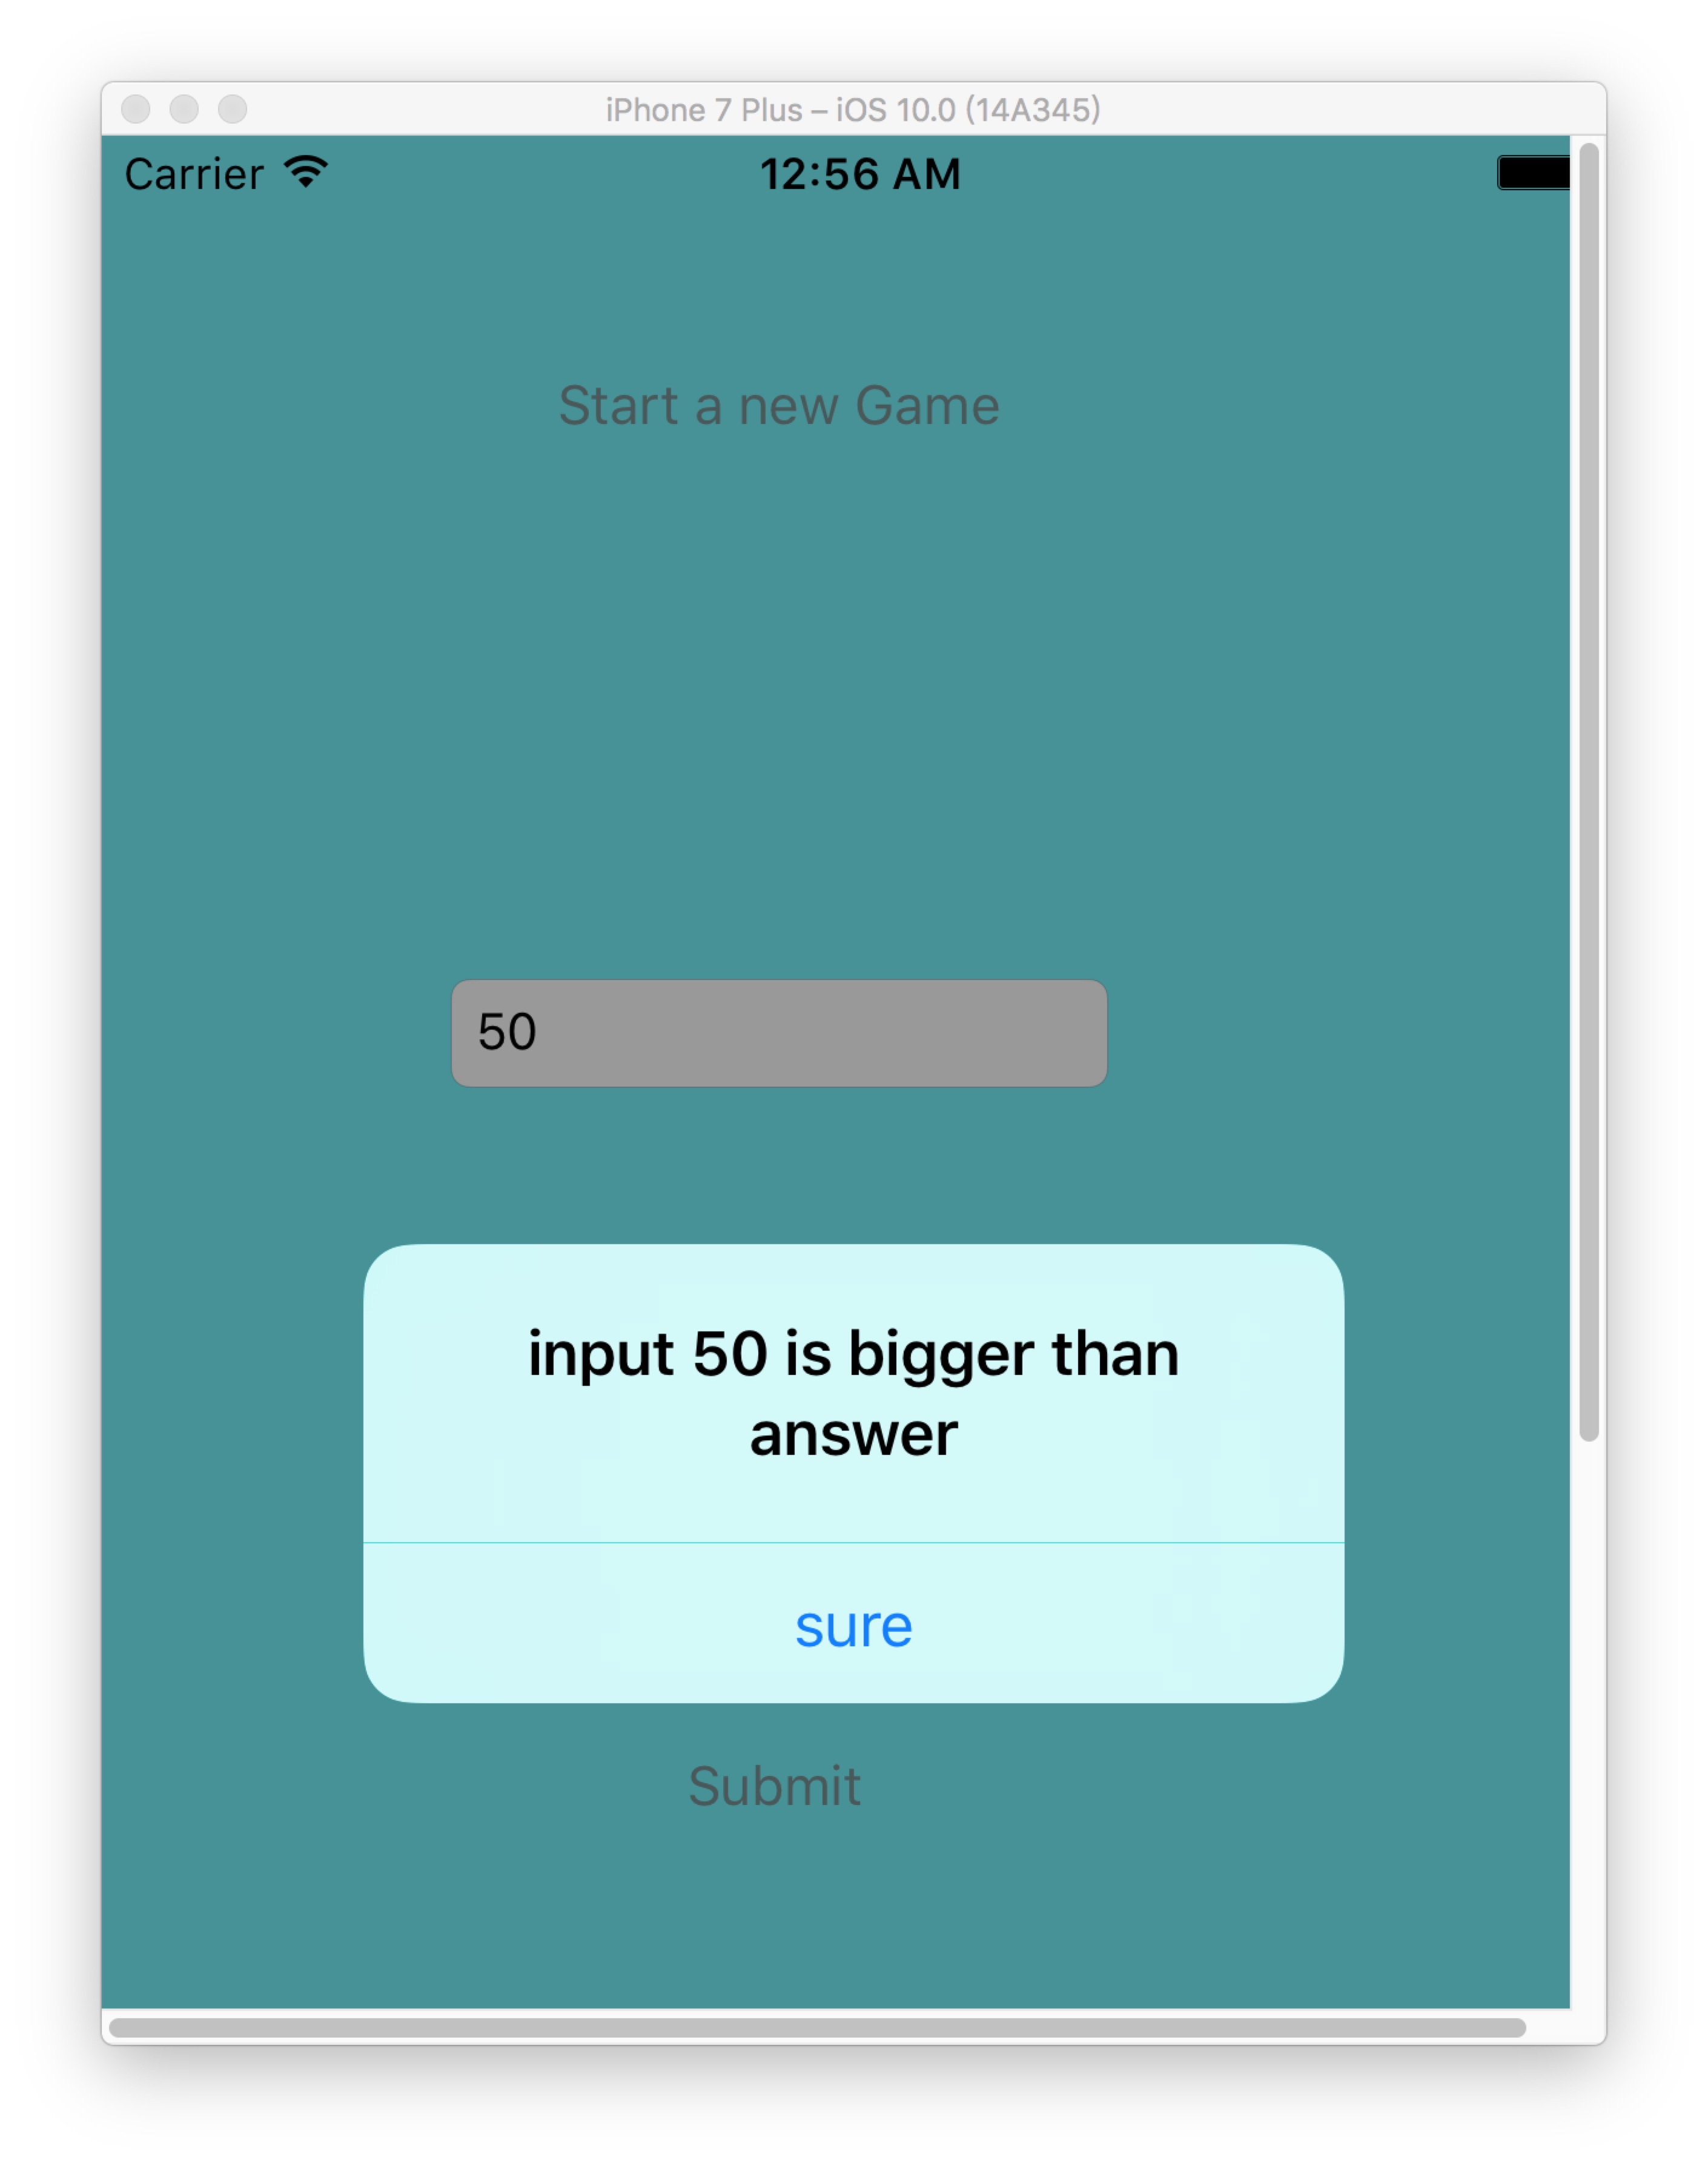 iPhone 7 Plus – iOS 10.0 (14A345)
Carrier 12:56 AM
Start a new Game
50
input 50 is bigger than
answer
sure
Submit